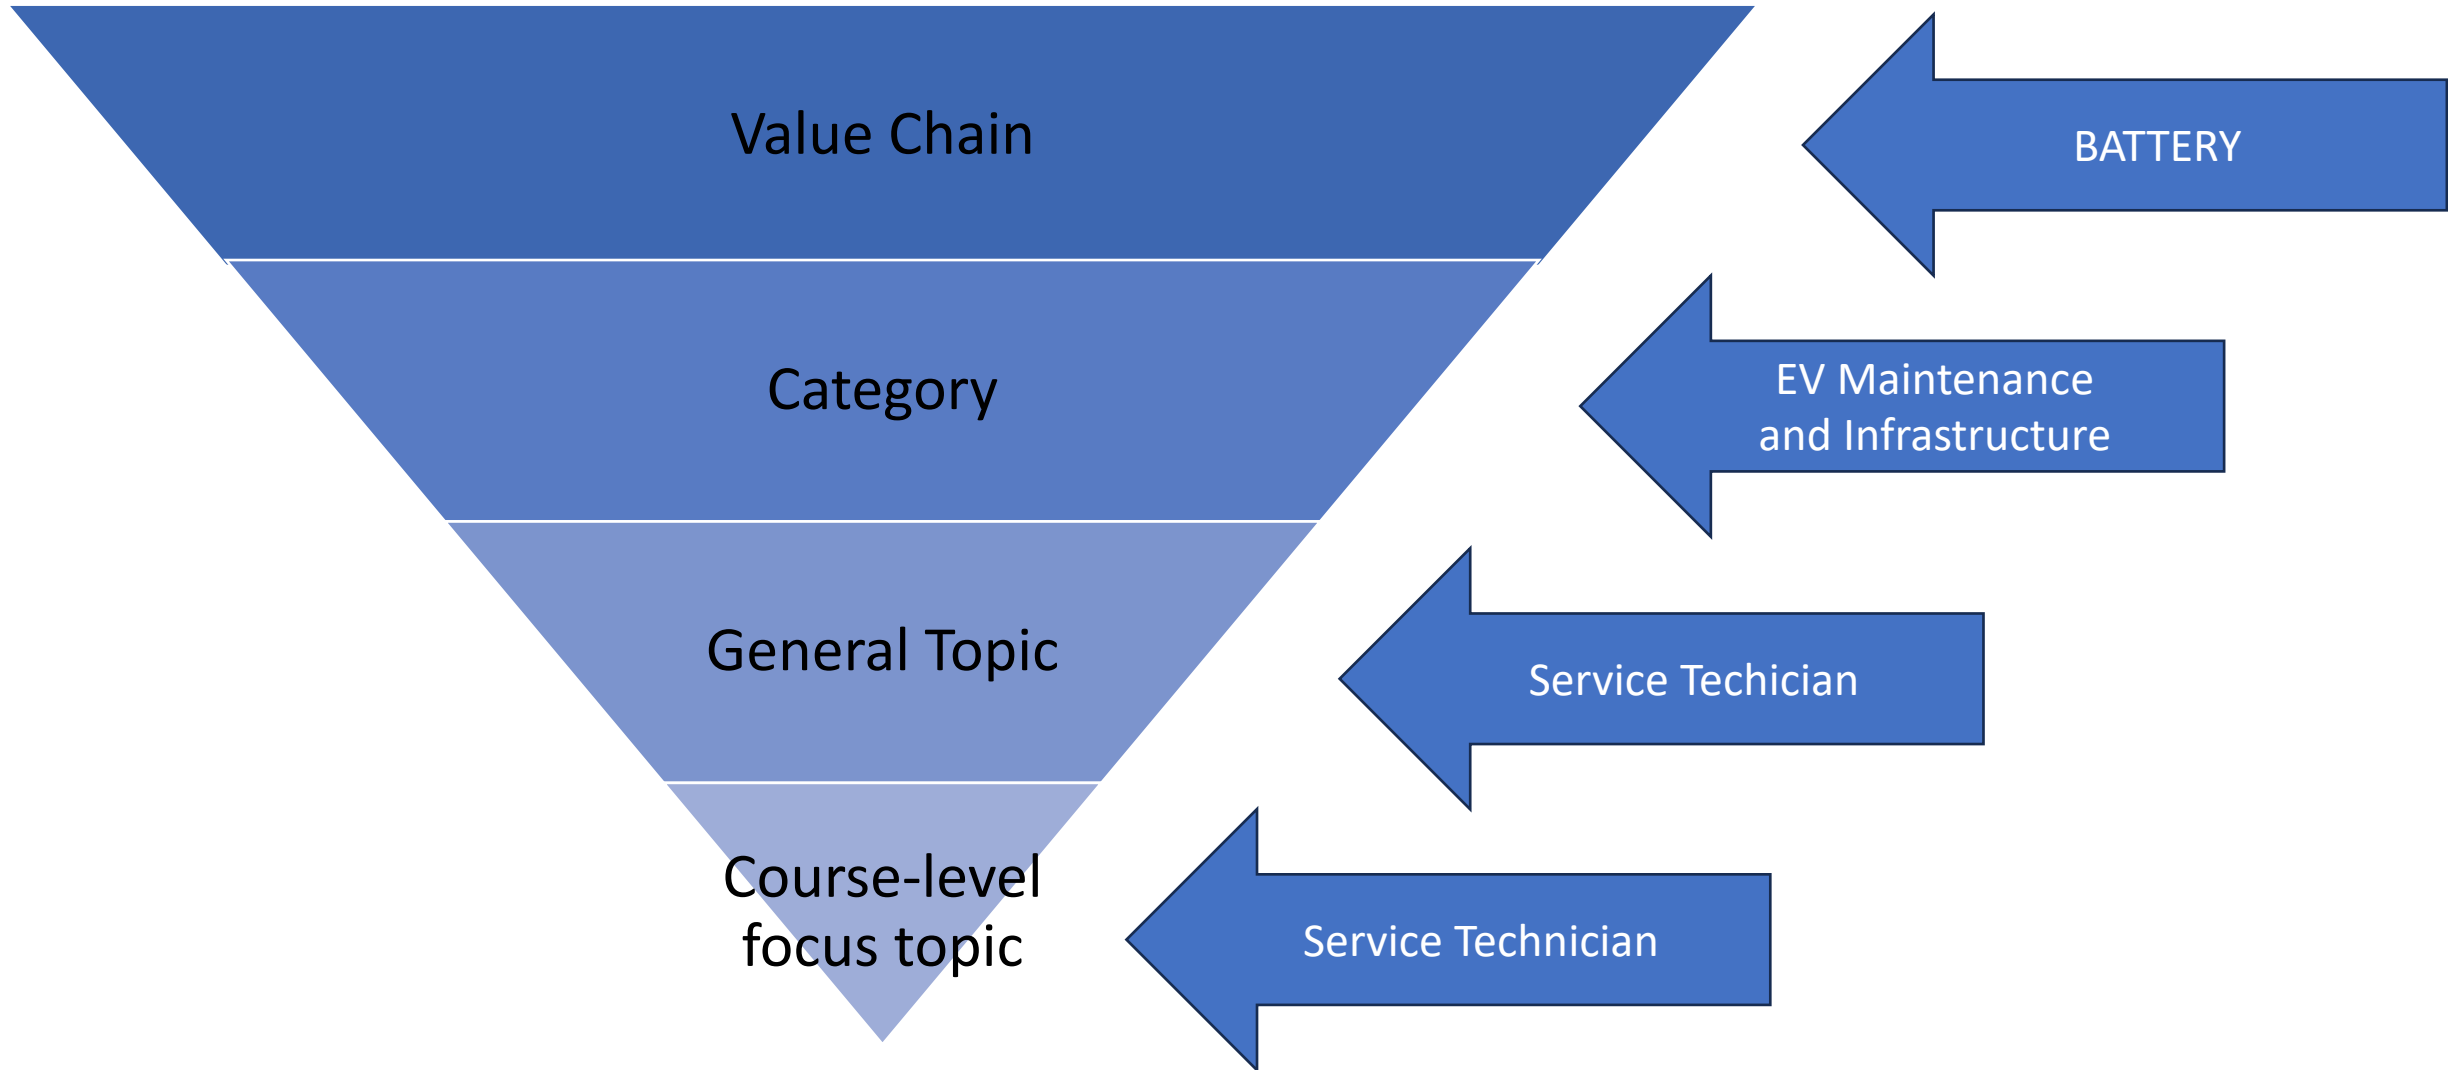 Value Chain
BATTERY
Category
EV Maintenance
and Infrastructure
General Topic
Service Techician
Course-level
focus topic
Service Technician